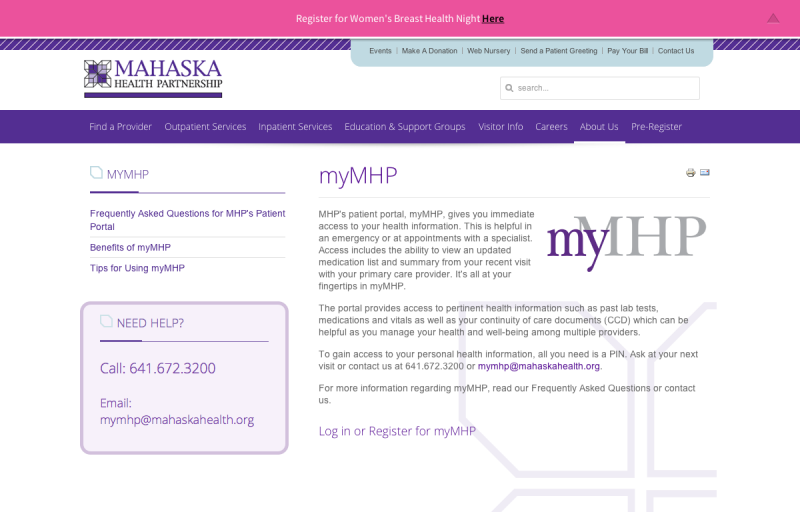 Register for Women's Breast Health Night Here
Events | Make A Donation | Web Nursery | Send a Patient Greeting | Pay Your Bill | Contact Us
MAHASKA
HEALTH PARTNERSHIP
search...
Find a Provider Outpatient Services Inpatient Services Education & Support Groups Visitor Info Careers About Us Pre-Register
MYMHP
Frequently Asked Questions for MHP's Patient
Portal
Benefits of myMHP
Tips for Using myMHP
NEED HELP?
Call: 641.672.3200
Email:
mymhp@mahaskahealth.org
myMHP
MHP's patient portal, myMHP, gives you immediate
access to your health information. This is helpful in
an emergency or at appointments with a specialist.
Access includes the ability to view an updated
medication list and summary from your recent visit
with your primary care provider. It's all at your
fingertips in myMHP.
myMHP
The portal provides access to pertinent health information such as past lab tests,
medications and vitals as well as your continuity of care documents (CCD) which can be
helpful as you manage your health and well-being among multiple providers.
To gain access to your personal health information, all you need is a PIN. Ask at your next
visit or contact us at 641.672.3200 or mymhp@mahaskahealth.org.
For more information regarding myMHP, read our Frequently Asked Questions or contact
us.
Log in or Register for myMHP